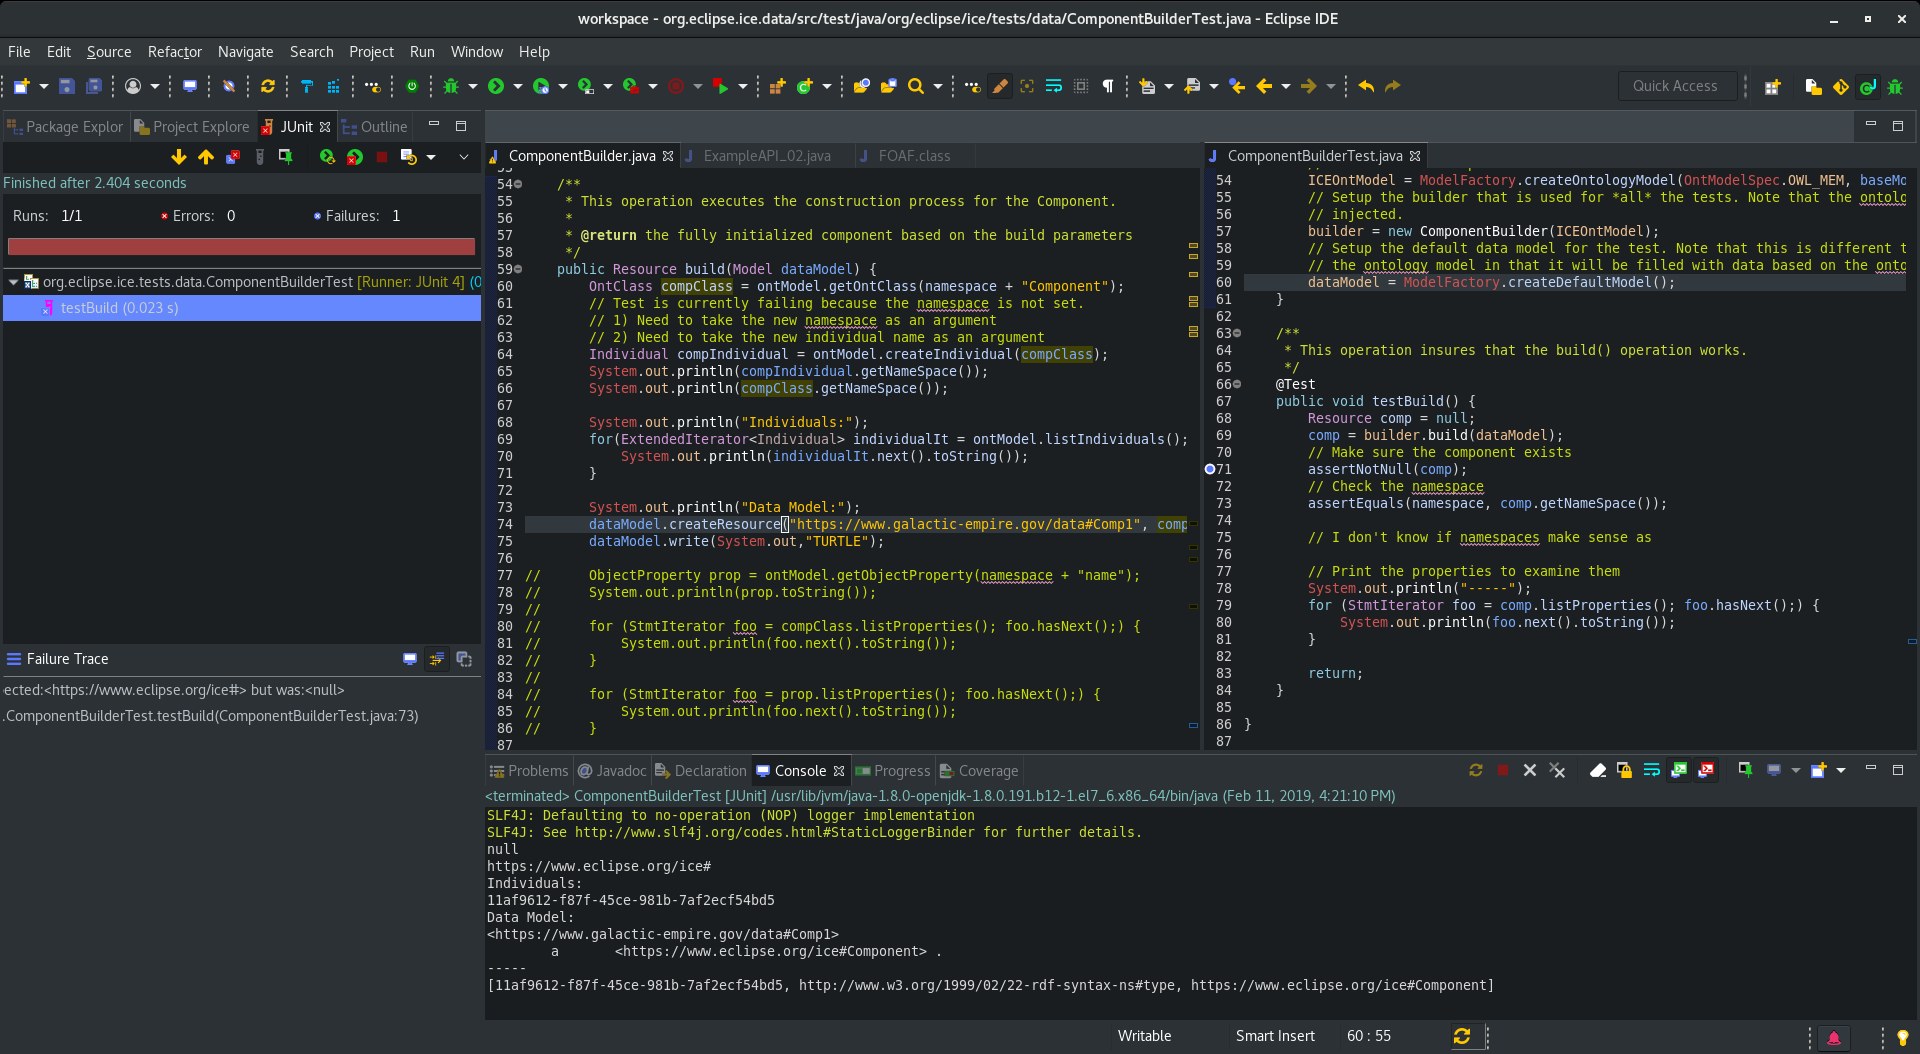 workspace - org.eclipse.ice.data/src/test/java/org/eclipse/ice/tests/data/ComponentBuilderTest.java - Eclipse IDE
File Edit Source Refactor Navigate Search Project Run Window Help
Quick Access
Package Explor Project Explore JUnit Outline
Finished after 2.404 seconds
Runs: 1/1 Errors: 0 Failures: 1
org.eclipse.ice.tests.data.ComponentBuilderTest [Runner: JUnit 4] (0
testBuild (0.023 s)
Failure Trace
ected:<https://www.eclipse.org/ice#> but was:<null>
.ComponentBuilderTest.testBuild(ComponentBuilderTest.java:73)
ComponentBuilder.java ExampleAPI_02.java FOAF.class
54 /**
55 * This operation executes the construction process for the Component.
56 *
57 * @return the fully initialized component based on the build parameters
58 */
59 public Resource build(Model dataModel) {
60 OntClass compClass = ontModel.getOntClass(namespace + "Component");
61 // Test is currently failing because the namespace is not set.
62 // 1) Need to take the new namespace as an argument
63 // 2) Need to take the new individual name as an argument
64 Individual compIndividual = ontModel.createIndividual(compClass);
65 System.out.println(compIndividual.getNameSpace());
66 System.out.println(compClass.getNameSpace());
67
68 System.out.println("Individuals:");
69 for(ExtendedIterator<Individual> individualIt = ontModel.listIndividuals();
70 System.out.println(individualIt.next().toString());
71 }
72
73 System.out.println("Data Model:");
74 dataModel.createResource("https://www.galactic-empire.gov/data#Comp1", comp
75 dataModel.write(System.out,"TURTLE");
76
77 // ObjectProperty prop = ontModel.getObjectProperty(namespace + "name");
78 // System.out.println(prop.toString());
79 //
80 // for (StmtIterator foo = compClass.listProperties(); foo.hasNext();) {
81 // System.out.println(foo.next().toString());
82 // }
83 //
84 // for (StmtIterator foo = prop.listProperties(); foo.hasNext();) {
85 // System.out.println(foo.next().toString());
86 // }
87
ComponentBuilderTest.java
54 ICEOntModel = ModelFactory.createOntologyModel(OntModelSpec.OWL_MEM, baseMo
55 // Setup the builder that is used for *all* the tests. Note that the ontolo
56 // injected.
57 builder = new ComponentBuilder(ICEOntModel);
58 // Setup the default data model for the test. Note that this is different t
59 // the ontology model in that it will be filled with data based on the onto
60 dataModel = ModelFactory.createDefaultModel();
61 }
62
63 /**
64 * This operation insures that the build() operation works.
65 */
66 @Test
67 public void testBuild() {
68 Resource comp = null;
69 comp = builder.build(dataModel);
70 // Make sure the component exists
71 assertNotNull(comp);
72 // Check the namespace
73 assertEquals(namespace, comp.getNameSpace());
74
75 // I don't know if namespaces make sense as
76
77 // Print the properties to examine them
78 System.out.println("-----");
79 for (StmtIterator foo = comp.listProperties(); foo.hasNext();) {
80 System.out.println(foo.next().toString());
81 }
82
83 return;
84 }
85
86 }
87
Problems Javadoc Declaration Console Progress Coverage
<terminated> ComponentBuilderTest [JUnit] /usr/lib/jvm/java-1.8.0-openjdk-1.8.0.191.b12-1.el7_6.x86_64/bin/java (Feb 11, 2019, 4:21:10 PM)
SLF4J: Defaulting to no-operation (NOP) logger implementation
SLF4J: See http://www.slf4j.org/codes.html#StaticLoggerBinder for further details.
null
https://www.eclipse.org/ice#
Individuals:
11af9612-f87f-45ce-981b-7af2ecf54bd5
Data Model:
<https://www.galactic-empire.gov/data#Comp1>
a <https://www.eclipse.org/ice#Component> .
-----
[11af9612-f87f-45ce-981b-7af2ecf54bd5, http://www.w3.org/1999/02/22-rdf-syntax-ns#type, https://www.eclipse.org/ice#Component]
Writable Smart Insert 60 : 55